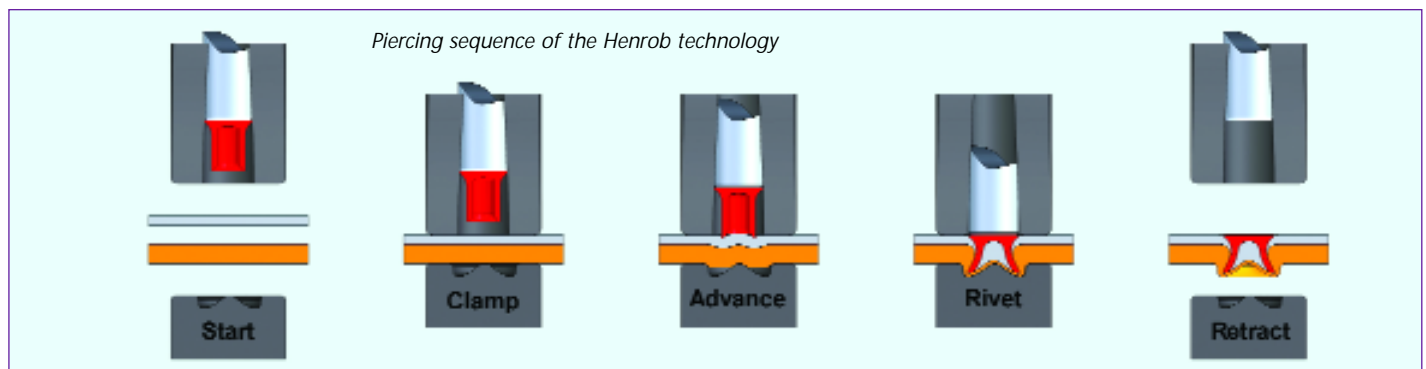 Piercing sequence of the Henrob technology
Start
Clamp
Advance
Rivet
Retract